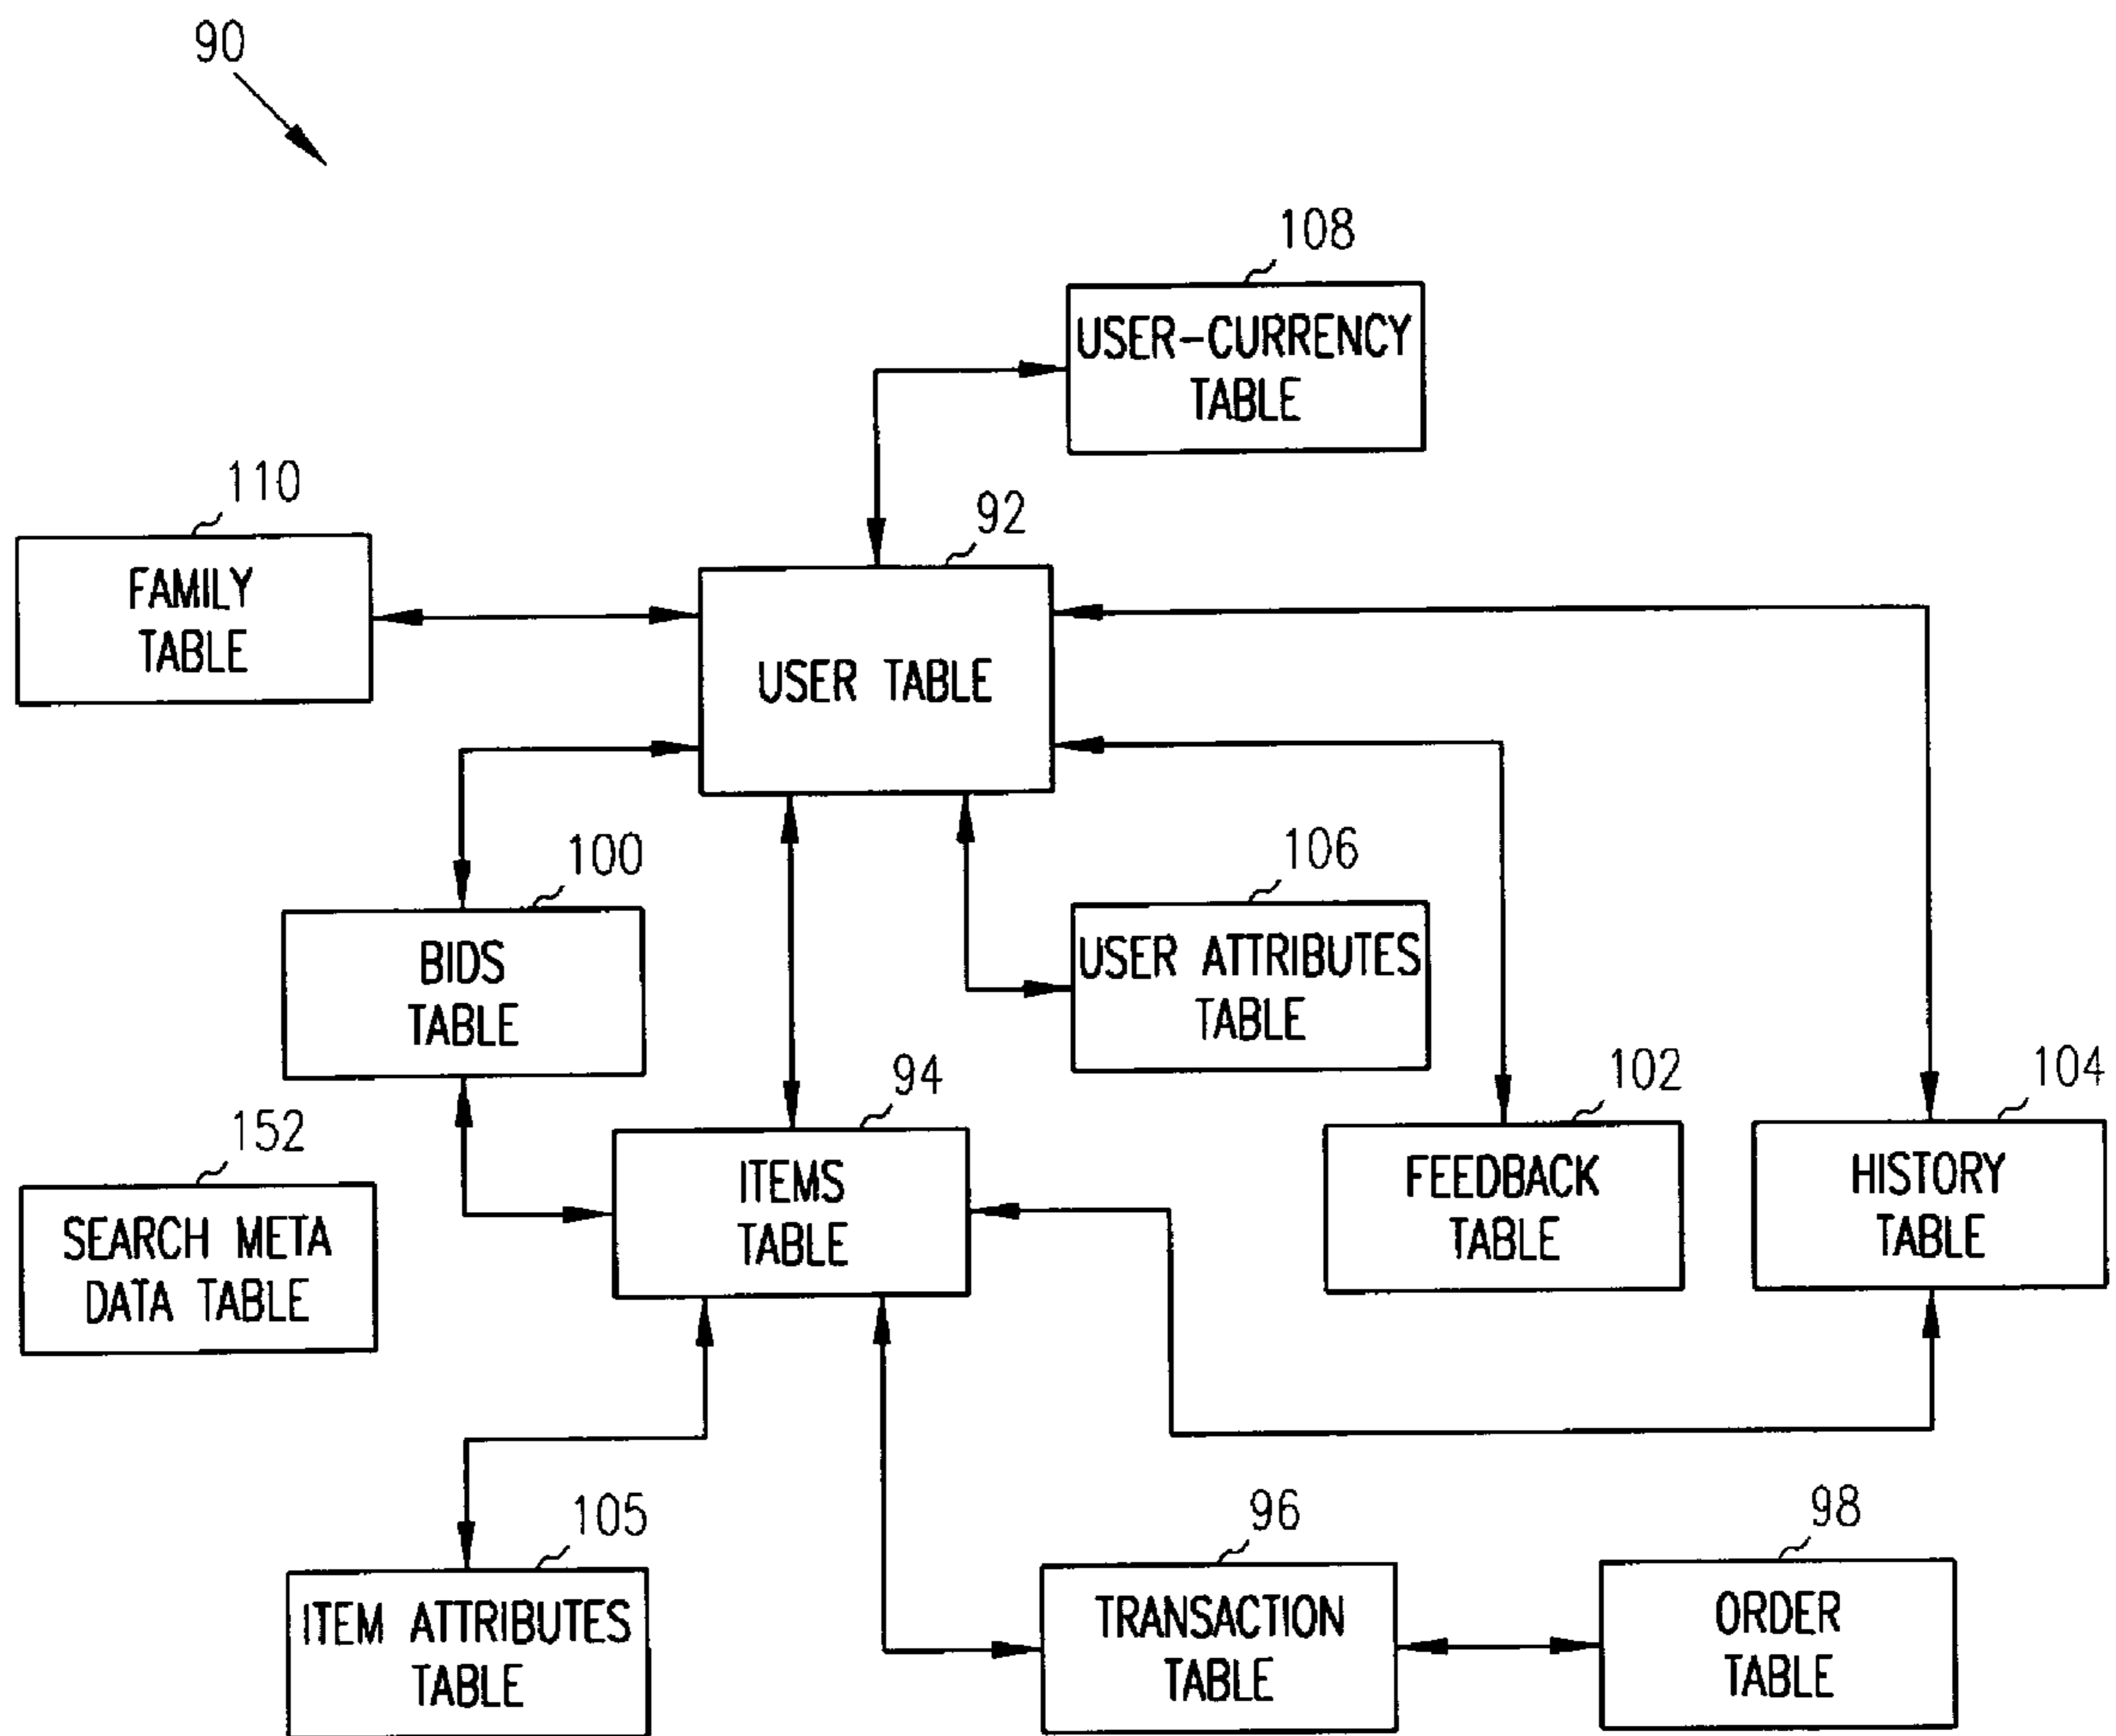 90
108
USER-CURRENCY
TABLE
110
FAMILY
TABLE
92
USER TABLE
100
BIDS
TABLE
106
USER ATTRIBUTES
TABLE
94
ITEMS
TABLE
102
FEEDBACK
TABLE
104
HISTORY
TABLE
152
SEARCH META
DATA TABLE
105
ITEM ATTRIBUTES
TABLE
96
TRANSACTION
TABLE
98
ORDER
TABLE